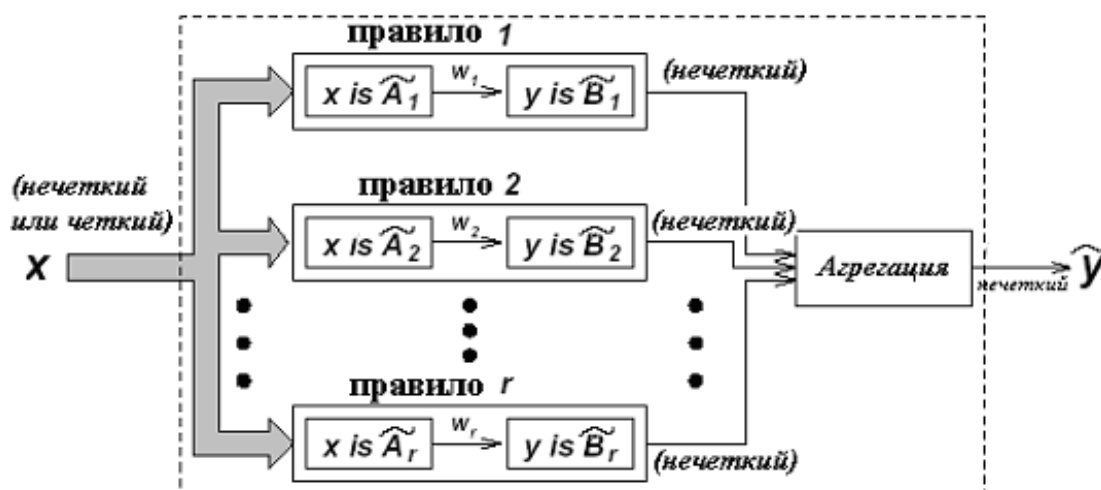 правило 1
x is Ã₁
w₁
y is B̃₁
(нечеткий)
(нечеткий
или четкий)
x
правило 2
x is Ã₂
w₂
y is B̃₂
(нечеткий)
Агрегация
нечеткий
ŷ
правило r
x is Ãᵣ
wᵣ
y is B̃ᵣ
(нечеткий)